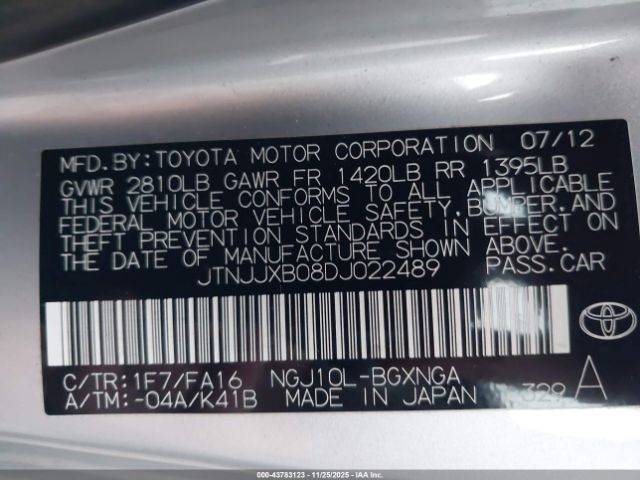 MFD.BY:TOYOTA MOTOR CORPORATION 07/12
GVWR 2810LB GAWR FR 1420LB RR 1395LB
THIS VEHICLE CONFORMS TO ALL APPLICABLE
FEDERAL MOTOR VEHICLE SAFETY,BUMPER,AND
THEFT PREVENTION STANDARDS IN EFFECT ON
THE DATE OF MANUFACTURE SHOWN ABOVE.
JTNJJXB08DJ022489 PASS.CAR
C/TR:1F7/FA16 NGJ10L-BGXNGA
A/TM:-04A/K41B MADE IN JAPAN 329 A
000-43783123 - 11/25/2025 - IAA, Inc.